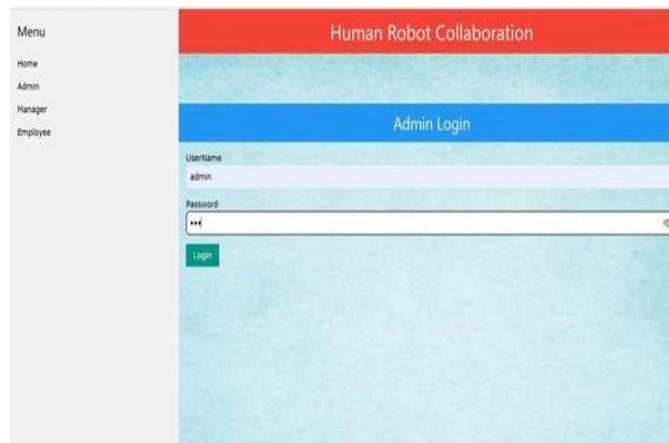 Menu
Home
Admin
Manager
Employee
Human Robot Collaboration
Admin Login
UserName
admin
Password
•••
Login